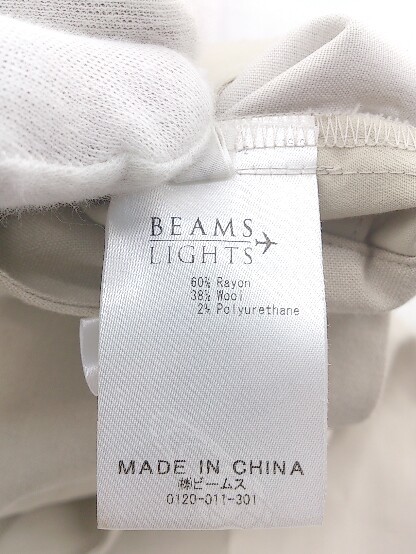 BEAMS
LIGHTS
60% Rayon
38% Wool
2% Polyurethane
MADE IN CHINA
㈱ビームス
0120-011-301